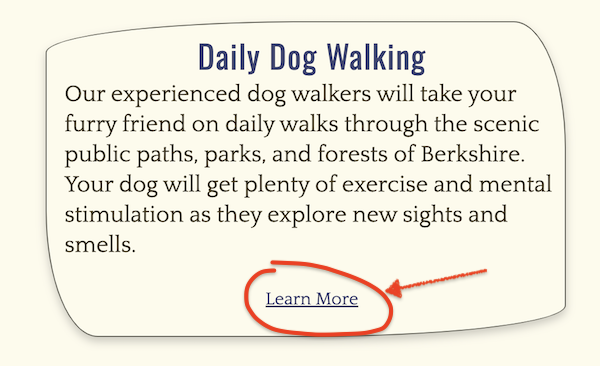 Daily Dog Walking
Our experienced dog walkers will take your
furry friend on daily walks through the scenic
public paths, parks, and forests of Berkshire.
Your dog will get plenty of exercise and mental
stimulation as they explore new sights and
smells.
Learn More